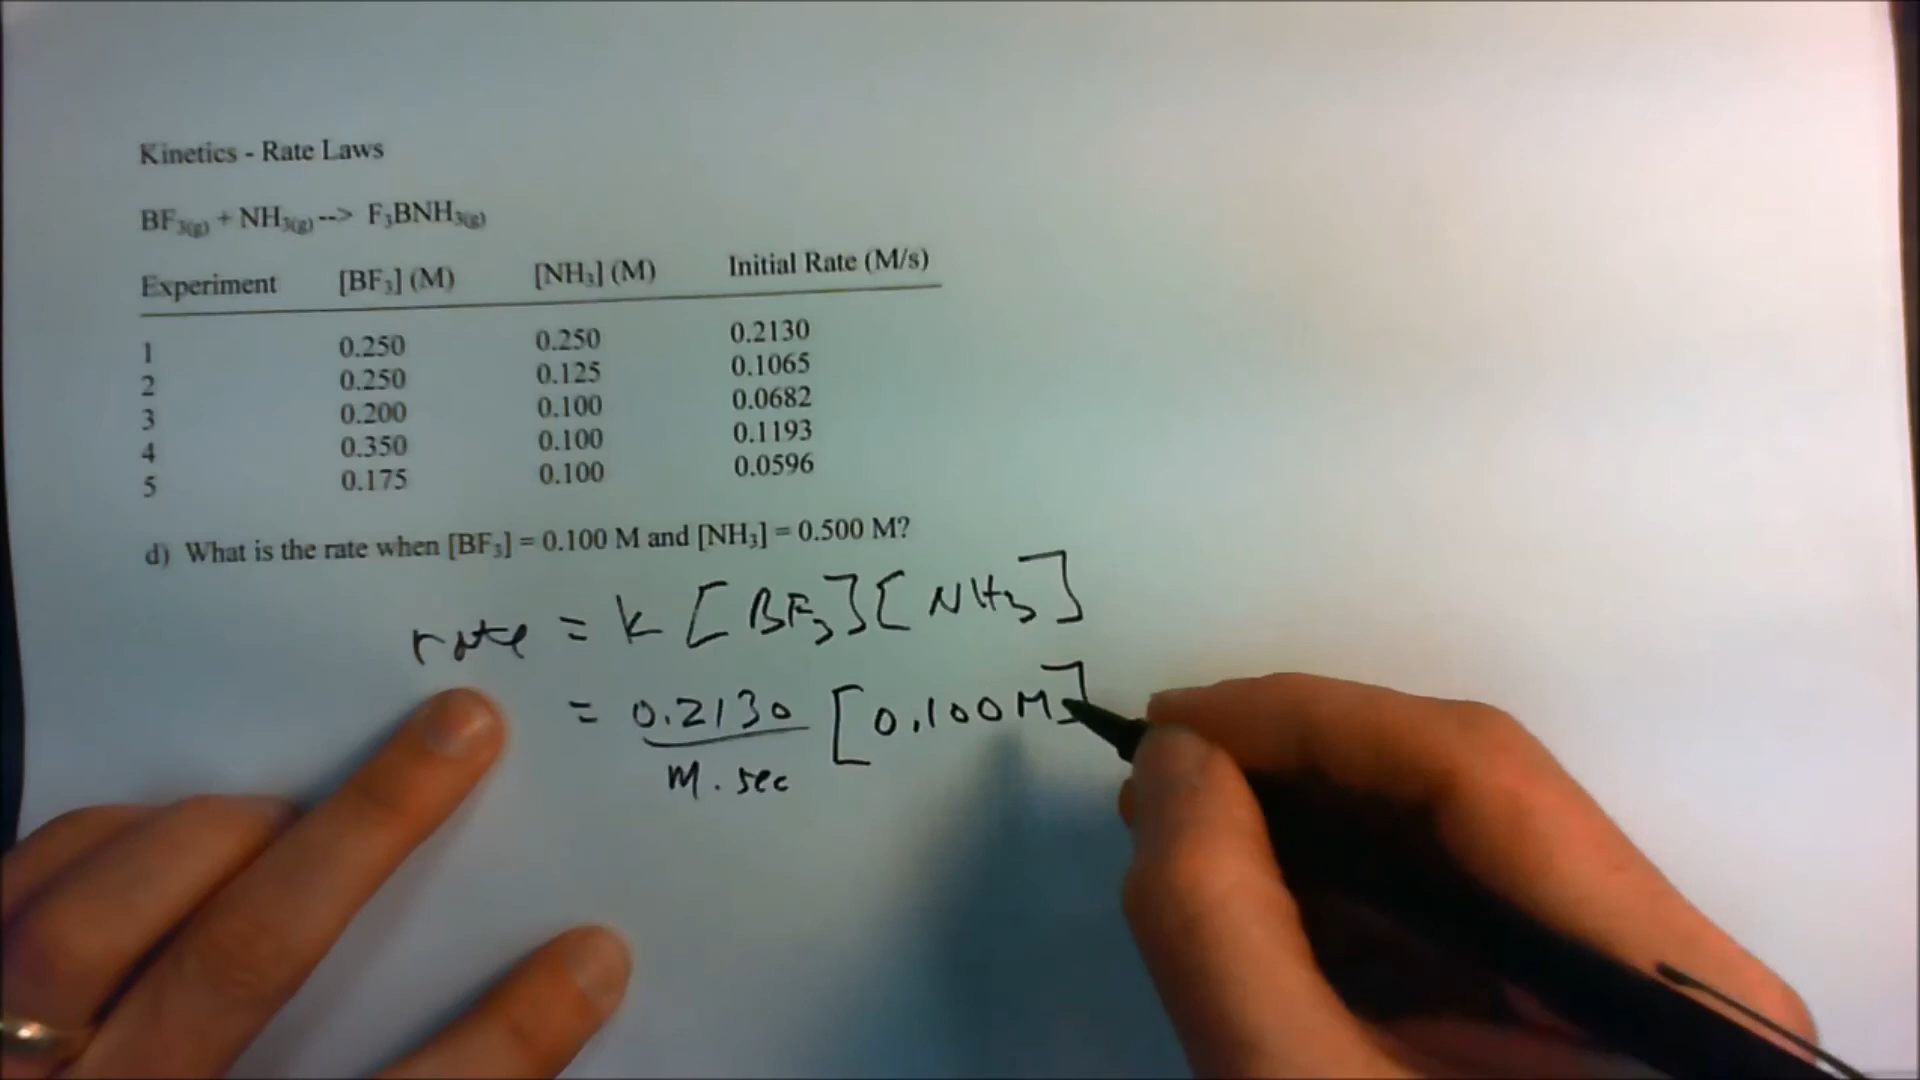 Kinetics - Rate Laws
BF3(g) + NH3(g) --> F3BNH3(g)
Experiment [BF3] (M) [NH3] (M) Initial Rate (M/s)
1 0.250 0.250 0.2130
2 0.250 0.125 0.1065
3 0.200 0.100 0.0682
4 0.350 0.100 0.1193
5 0.175 0.100 0.0596
d) What is the rate when [BF3] = 0.100 M and [NH3] = 0.500 M?
rate = k [BF3][NH3]
= 0.2130 [0.100M]
M. sec